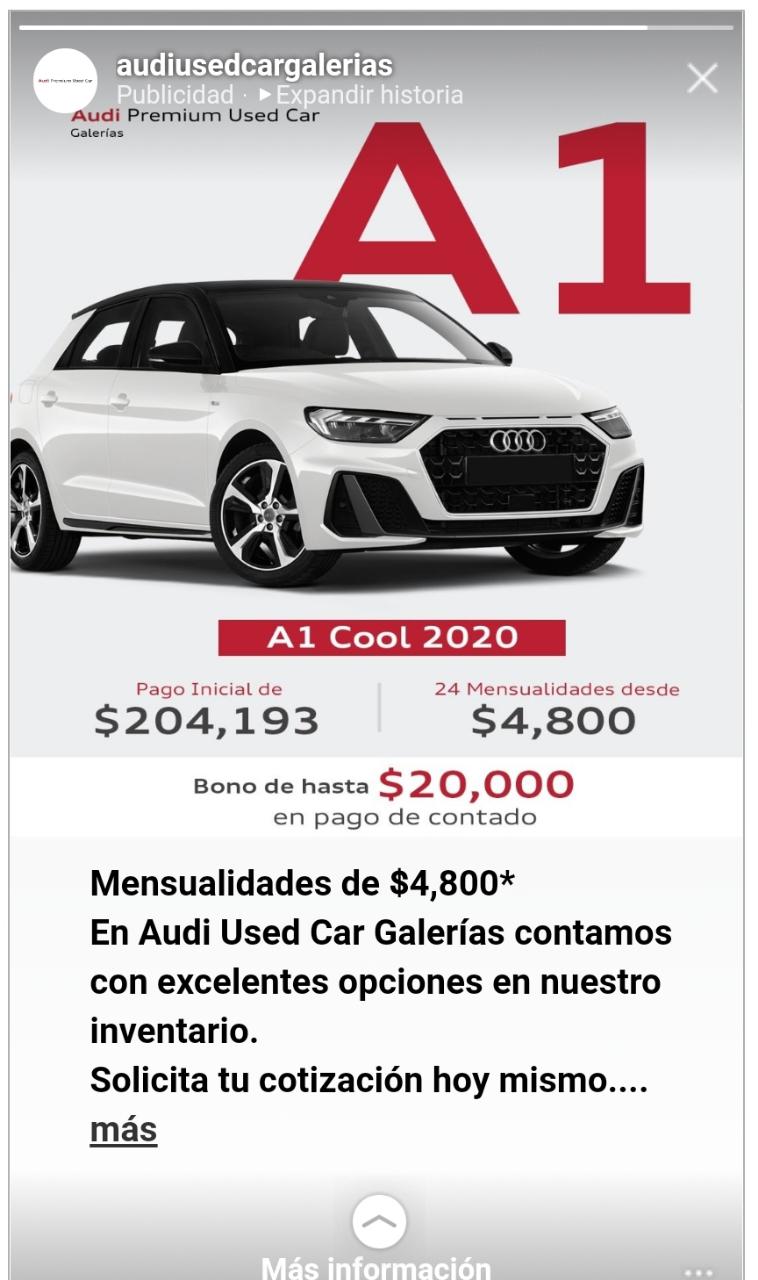 audiusedcargalerias
Publicidad · ▶Expandir historia
Audi Premium Used Car
Galerías
A1
A1 Cool 2020
Pago Inicial de
$204,193
24 Mensualidades desde
$4,800
Bono de hasta $20,000
en pago de contado
Mensualidades de $4,800*
En Audi Used Car Galerías contamos
con excelentes opciones en nuestro
inventario.
Solicita tu cotización hoy mismo....
más
Más información